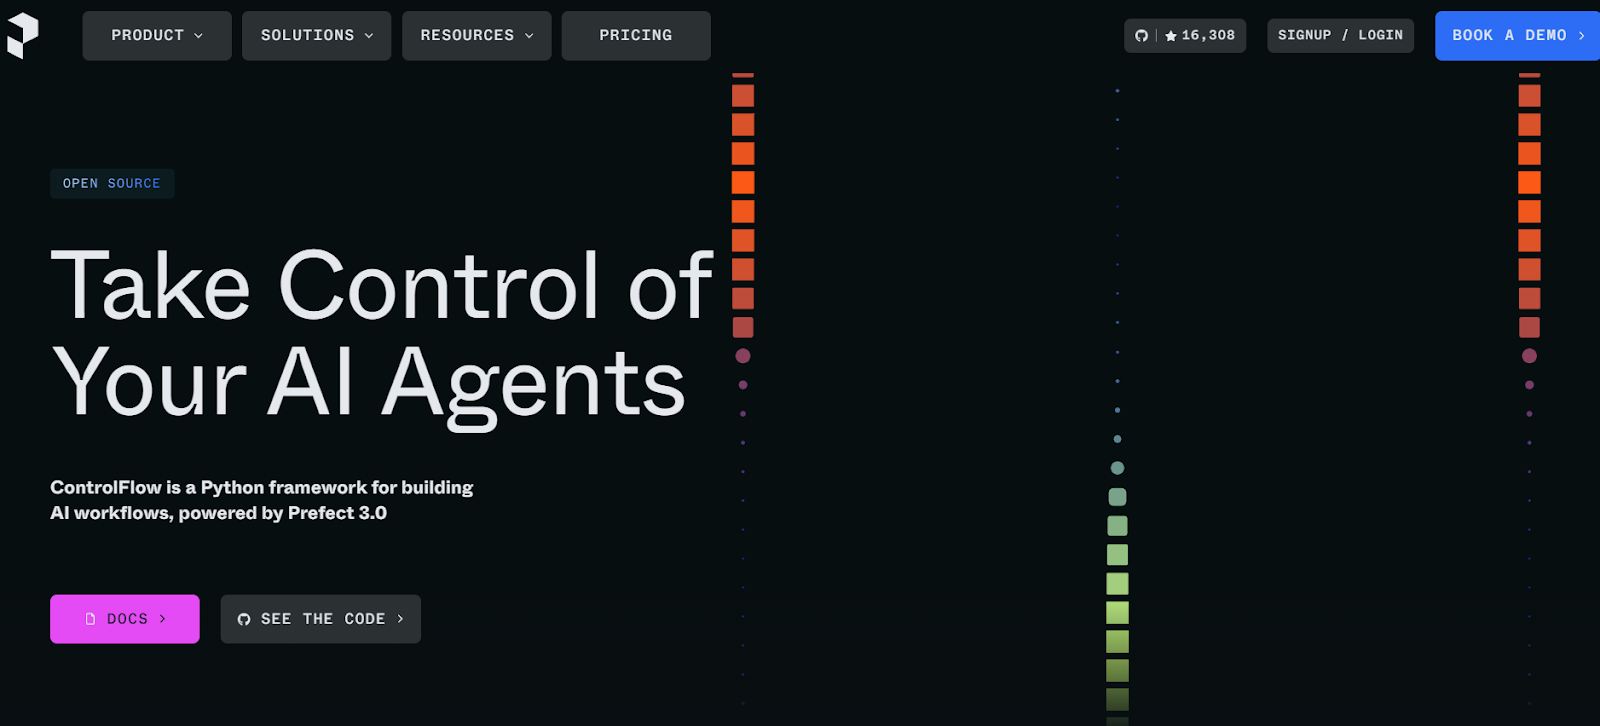 PRODUCT
SOLUTIONS
RESOURCES
PRICING
16,308
SIGNUP / LOGIN
BOOK A DEMO
OPEN SOURCE
Take Control of
Your AI Agents
ControlFlow is a Python framework for building
AI workflows, powered by Prefect 3.0
DOCS
SEE THE CODE